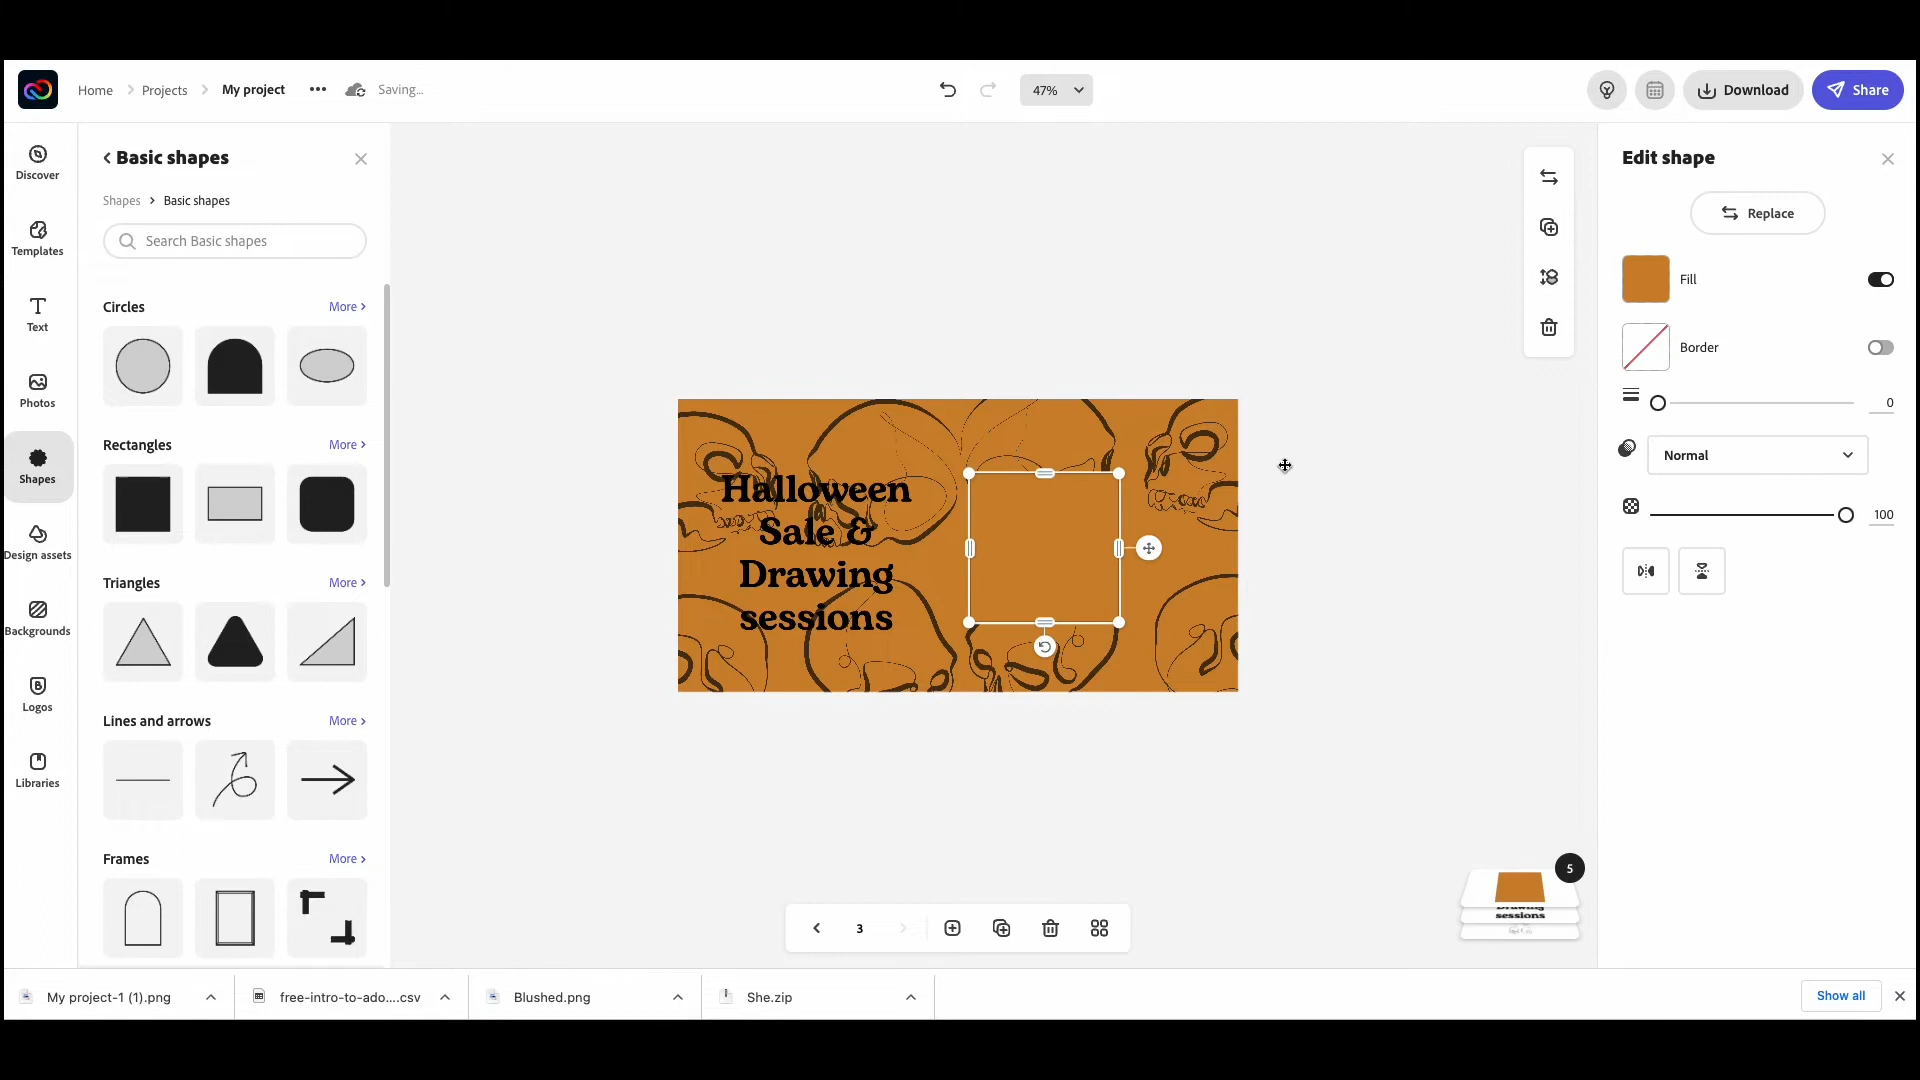 Home
Projects
My project
Saving...
47%
Download
Share
Discover
Templates
Text
Photos
Shapes
Design assets
Backgrounds
Logos
Libraries
Basic shapes
Shapes
Basic shapes
Search Basic shapes
Circles
More
Rectangles
More
Triangles
More
Lines and arrows
More
Frames
More
Halloween
Sale &
Drawing
sessions
Edit shape
Replace
Fill
Border
0
Normal
100
5
Drawing
sessions
3
My project-1 (1).png
free-intro-to-ado....csv
Blushed.png
She.zip
Show all